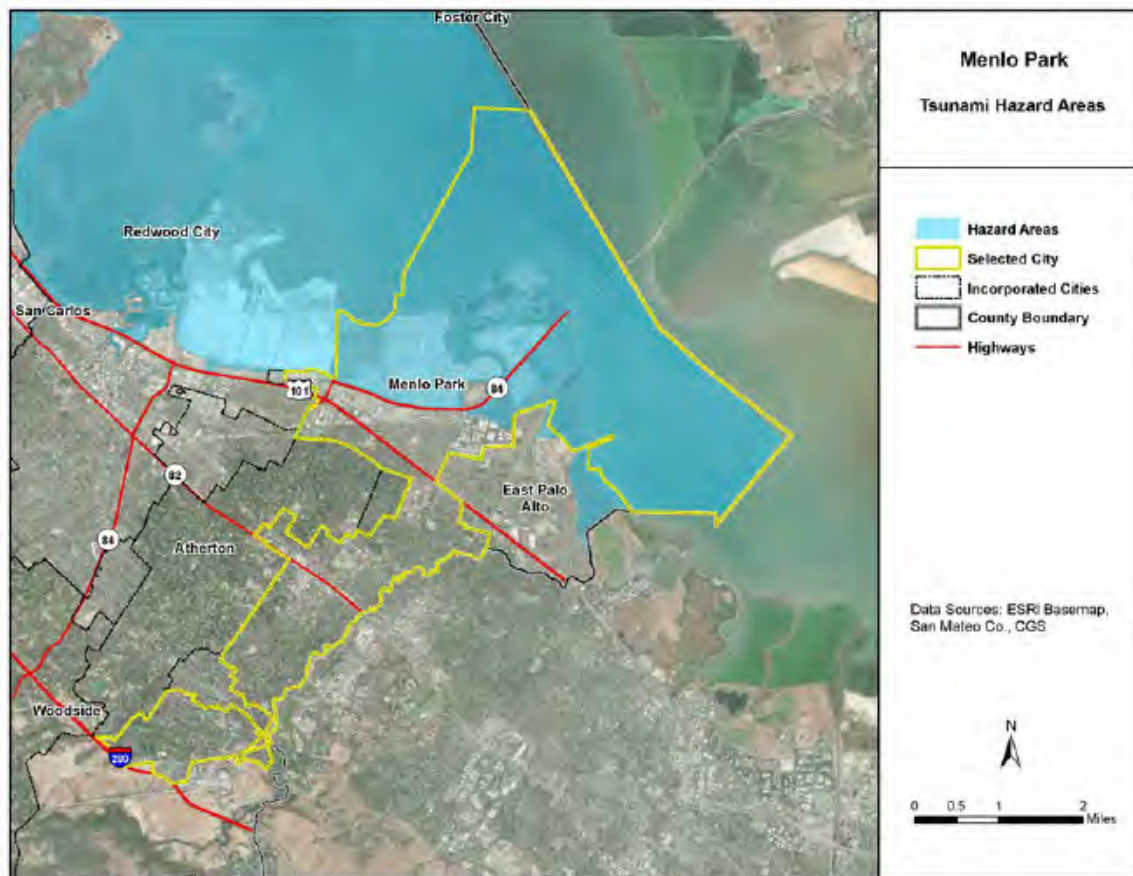 Foster City
Redwood City
San Carlos
101
Menlo Park
84
82
East Palo
Alto
84
Atherton
Woodside
280
Menlo Park
Tsunami Hazard Areas
Hazard Areas
Selected City
Incorporated Cities
County Boundary
Highways
Data Sources: ESRI Basemap,
San Mateo Co., CGS
N
0 0.5 1 2
Miles